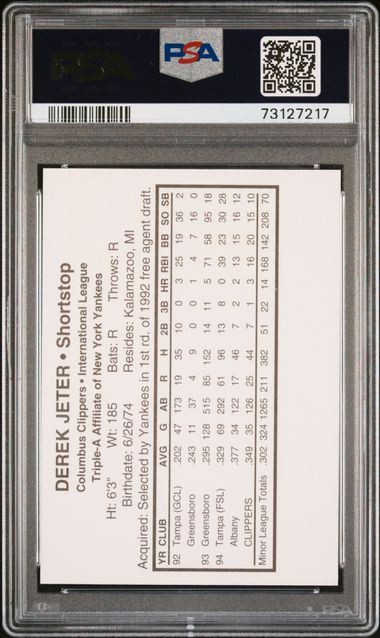 PSA
PSA
73127217
DEREK JETER • Shortstop
Columbus Clippers • International League
Triple-A Affiliate of New York Yankees
Ht: 6'3" Wt: 185 Bats: R Throws: R
Birthdate: 6/26/74 Resides: Kalamazoo, MI
Acquired: Selected by Yankees in 1st rd. of 1992 free agent draft.
YR CLUB AVG G AB R H 2B 3B HR RBI BB SO SB
92 Tampa (GCL) .202 47 173 19 35 10 0 3 25 19 36 2
Greensboro .243 11 37 4 9 0 0 1 4 7 16 0
93 Greensboro .295 128 515 85 152 14 11 5 71 58 95 18
94 Tampa (FSL) .329 69 292 61 96 13 8 0 39 23 30 28
Albany .377 34 122 17 46 7 2 2 13 15 16 12
CLIPPERS .349 35 126 25 44 7 1 3 16 20 15 10
Minor League Totals .302 324 1265 211 382 51 22 14 168 142 208 70
PSA